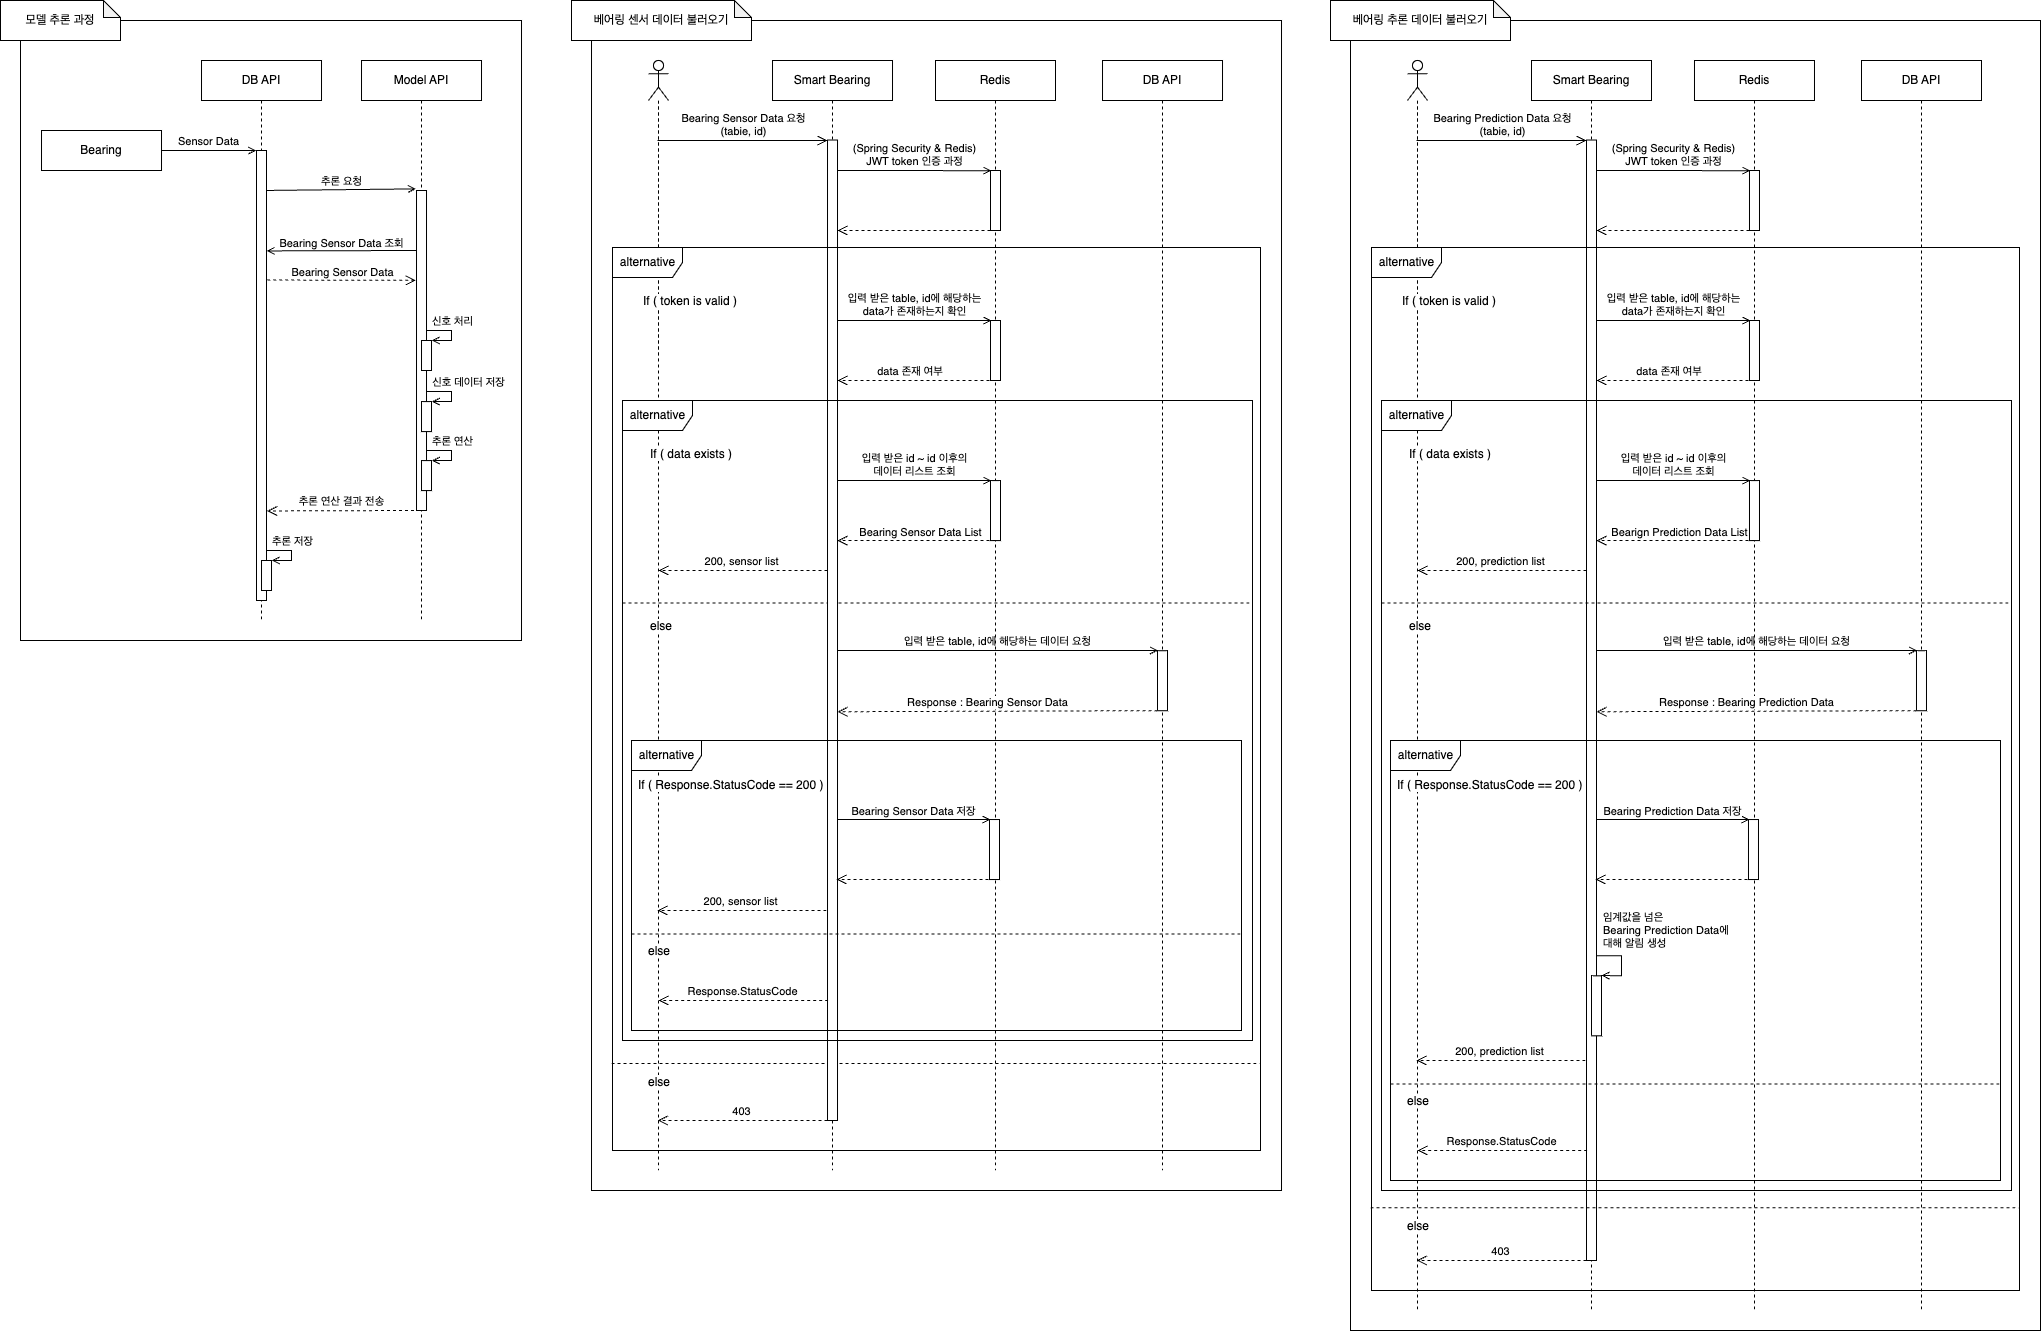 모델 추론 과정
DB API
Model API
Bearing
Sensor Data
추론 요청
Bearing Sensor Data 조회
Bearing Sensor Data
신호 처리
신호 데이터 저장
추론 연산
추론 연산 결과 전송
추론 저장
베어링 센서 데이터 불러오기
Smart Bearing
Redis
DB API
Bearing Sensor Data 요청
(tabie, id)
(Spring Security & Redis)
JWT token 인증 과정
alternative
If ( token is valid )
입력 받은 table, id에 해당하는
data가 존재하는지 확인
data 존재 여부
alternative
If ( data exists )
입력 받은 id ~ id 이후의
데이터 리스트 조회
Bearing Sensor Data List
200, sensor list
else
입력 받은 table, id에 해당하는 데이터 요청
Response : Bearing Sensor Data
alternative
If ( Response.StatusCode == 200 )
Bearing Sensor Data 저장
200, sensor list
else
Response.StatusCode
else
403
베어링 추론 데이터 불러오기
Smart Bearing
Redis
DB API
Bearing Prediction Data 요청
(tabie, id)
(Spring Security & Redis)
JWT token 인증 과정
alternative
If ( token is valid )
입력 받은 table, id에 해당하는
data가 존재하는지 확인
data 존재 여부
alternative
If ( data exists )
입력 받은 id ~ id 이후의
데이터 리스트 조회
Bearign Prediction Data List
200, prediction list
else
입력 받은 table, id에 해당하는 데이터 요청
Response : Bearing Prediction Data
alternative
If ( Response.StatusCode == 200 )
Bearing Prediction Data 저장
임계값을 넘은
Bearing Prediction Data에
대해 알림 생성
200, prediction list
else
Response.StatusCode
else
403